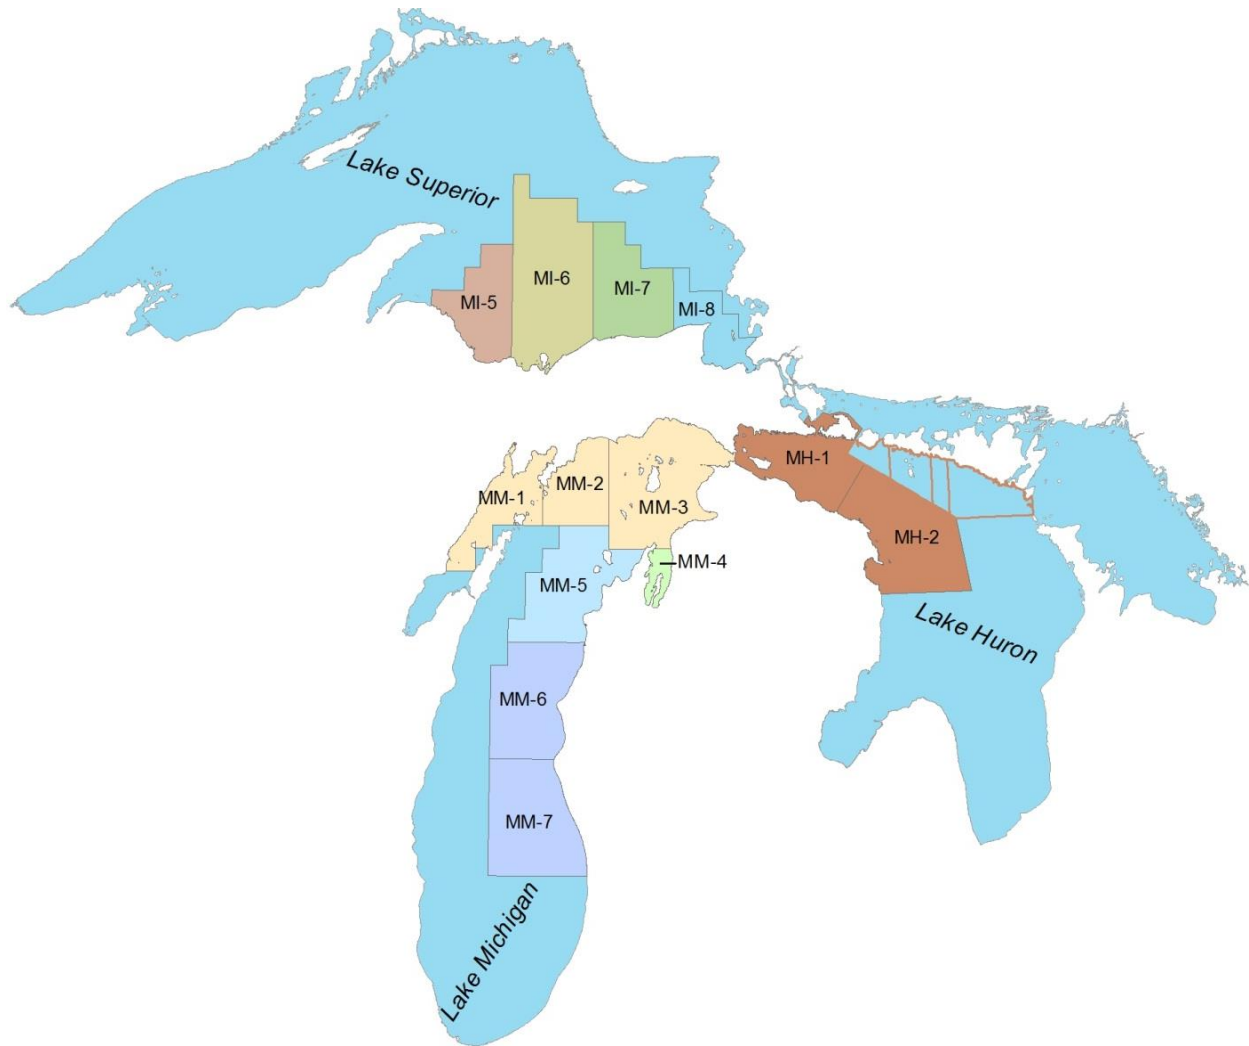 Lake Superior
MI-6
MI-7
MI-5
MI-8
MH-1
MM-2
MM-1
MM-3
MH-2
MM-4
MM-5
Lake Huron
MM-6
MM-7
Lake Michigan